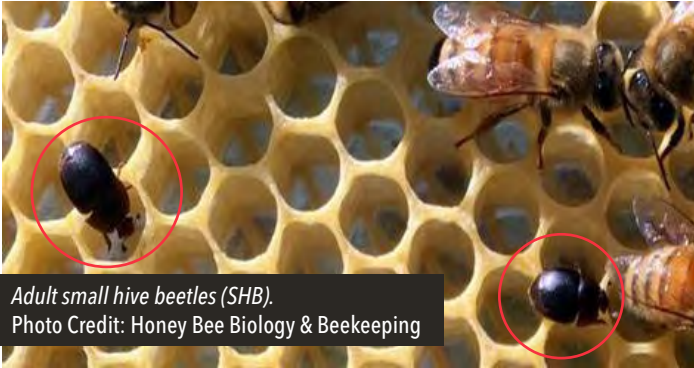 Adult small hive beetles (SHB).
Photo Credit: Honey Bee Biology & Beekeeping